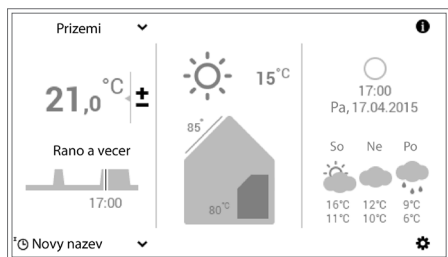 Prizemi
21,0 °C ±
Rano a vecer
17:00
Novy nazev
15°C
85°
80°C
17:00
Pa, 17.04.2015
So Ne Po
16°C 12°C 9°C
11°C 10°C 6°C